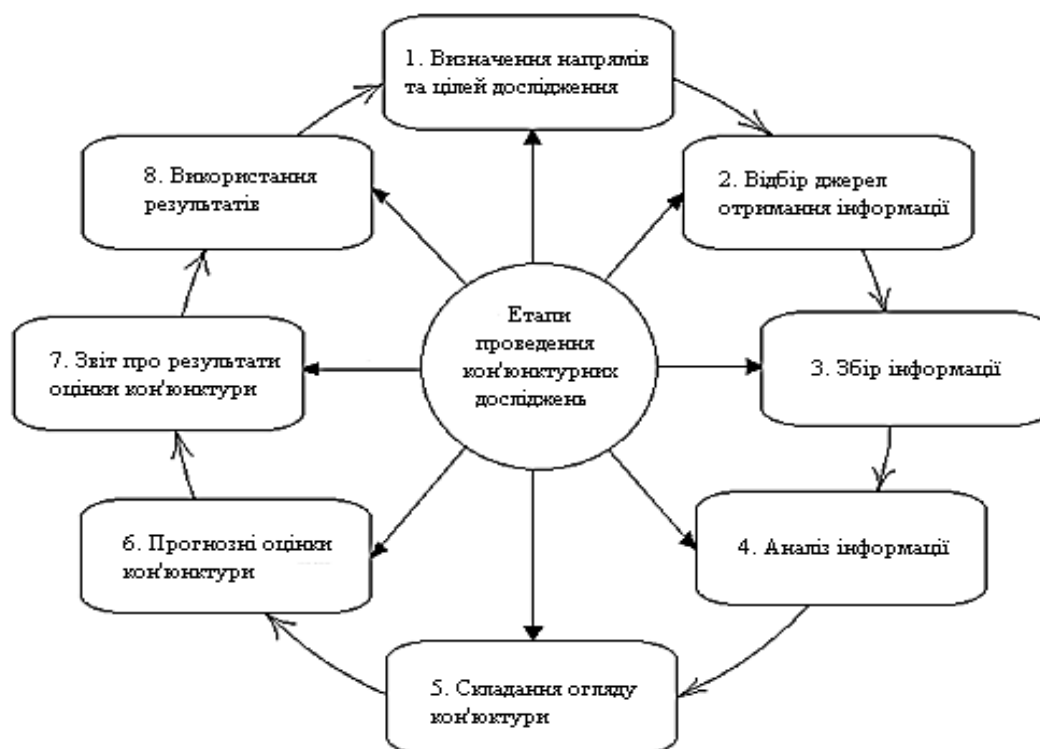 1. Визначення напрямів
та цілей дослідження
2. Відбір джерел
отримання інформації
3. Збір інформації
4. Аналіз інформації
5. Складання огляду
кон'юктури
6. Прогнозні оцінки
кон'юнктури
7. Звіт про результати
оцінки кон'юнктури
8. Використання
результатів
Етапи
проведення
кон'юнктурних
досліджень